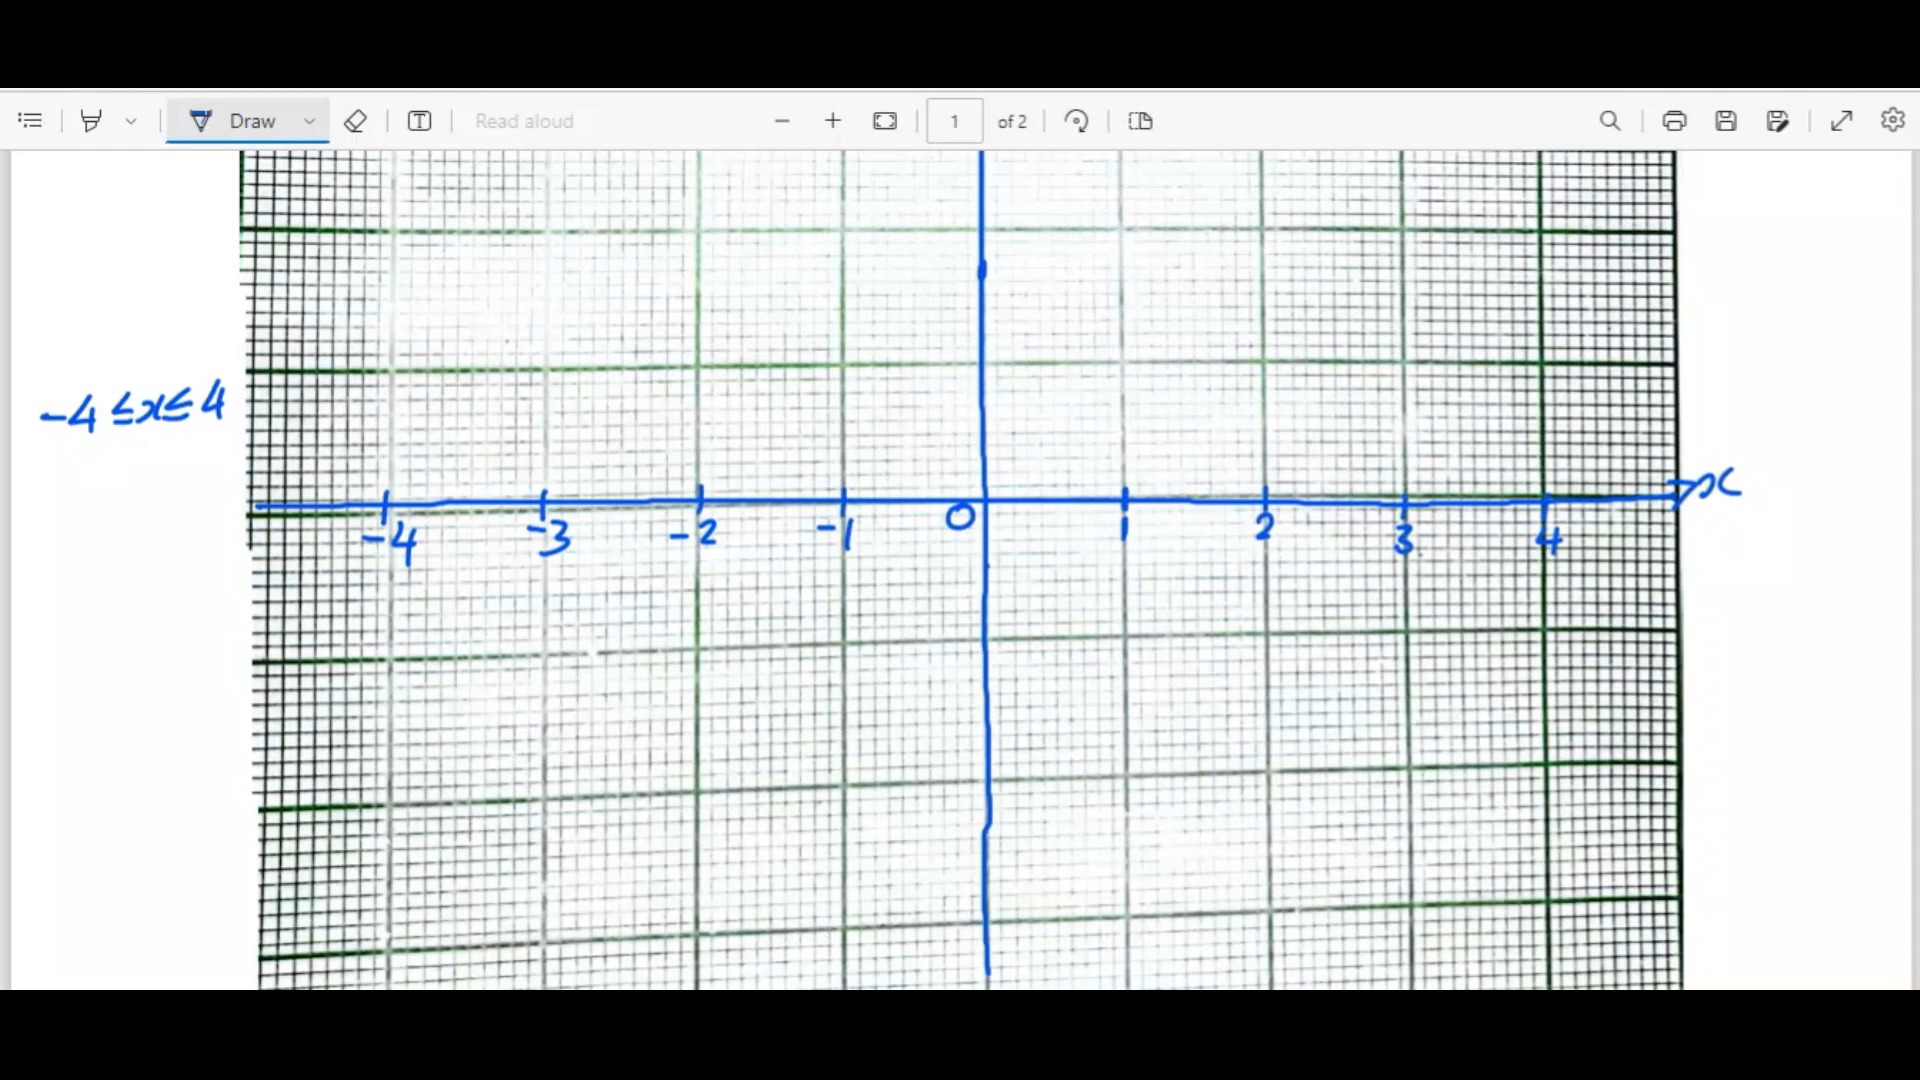 Draw
Read aloud
1 of 2
-4 ≤ x ≤ 4
x
-4 -3 -2 -1 0 1 2 3 4